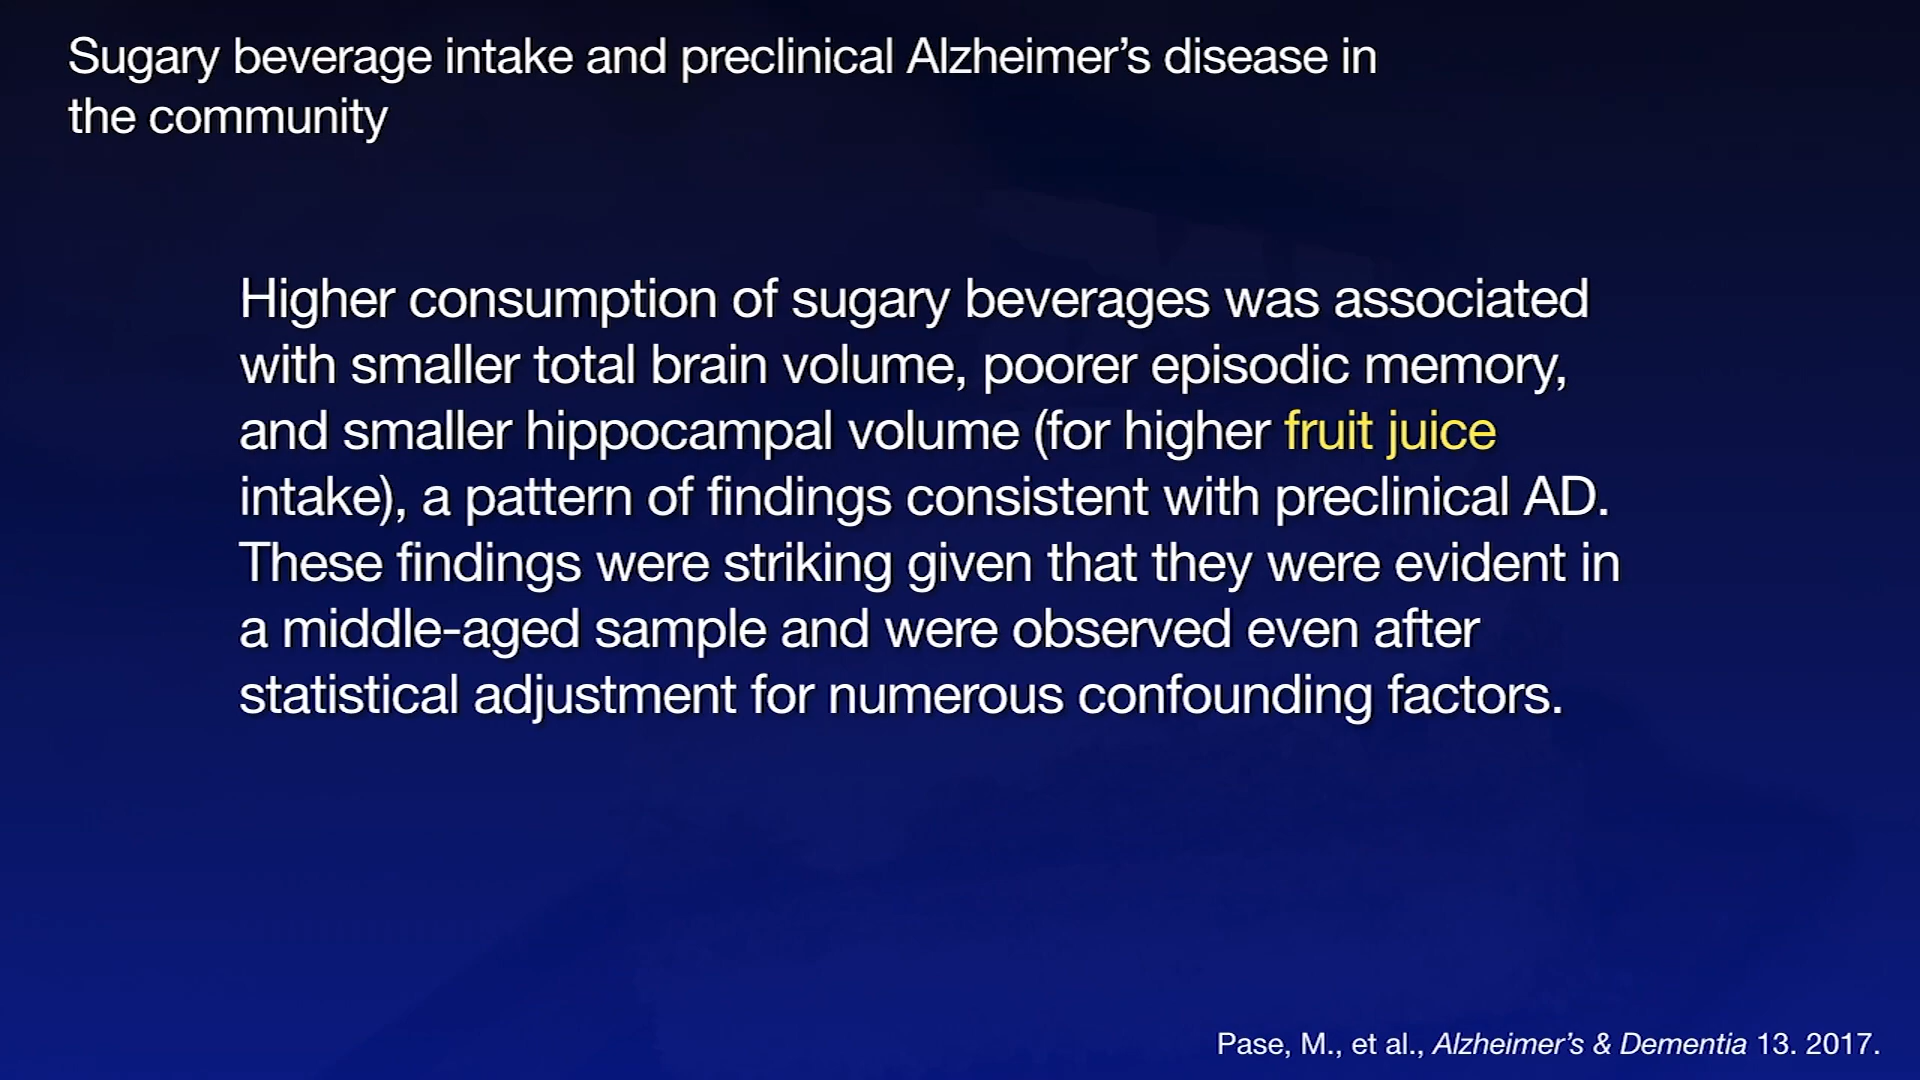 Sugary beverage intake and preclinical Alzheimer’s disease in
the community
Higher consumption of sugary beverages was associated
with smaller total brain volume, poorer episodic memory,
and smaller hippocampal volume (for higher fruit juice
intake), a pattern of findings consistent with preclinical AD.
These findings were striking given that they were evident in
a middle-aged sample and were observed even after
statistical adjustment for numerous confounding factors.
Pase, M., et al., Alzheimer’s & Dementia 13. 2017.